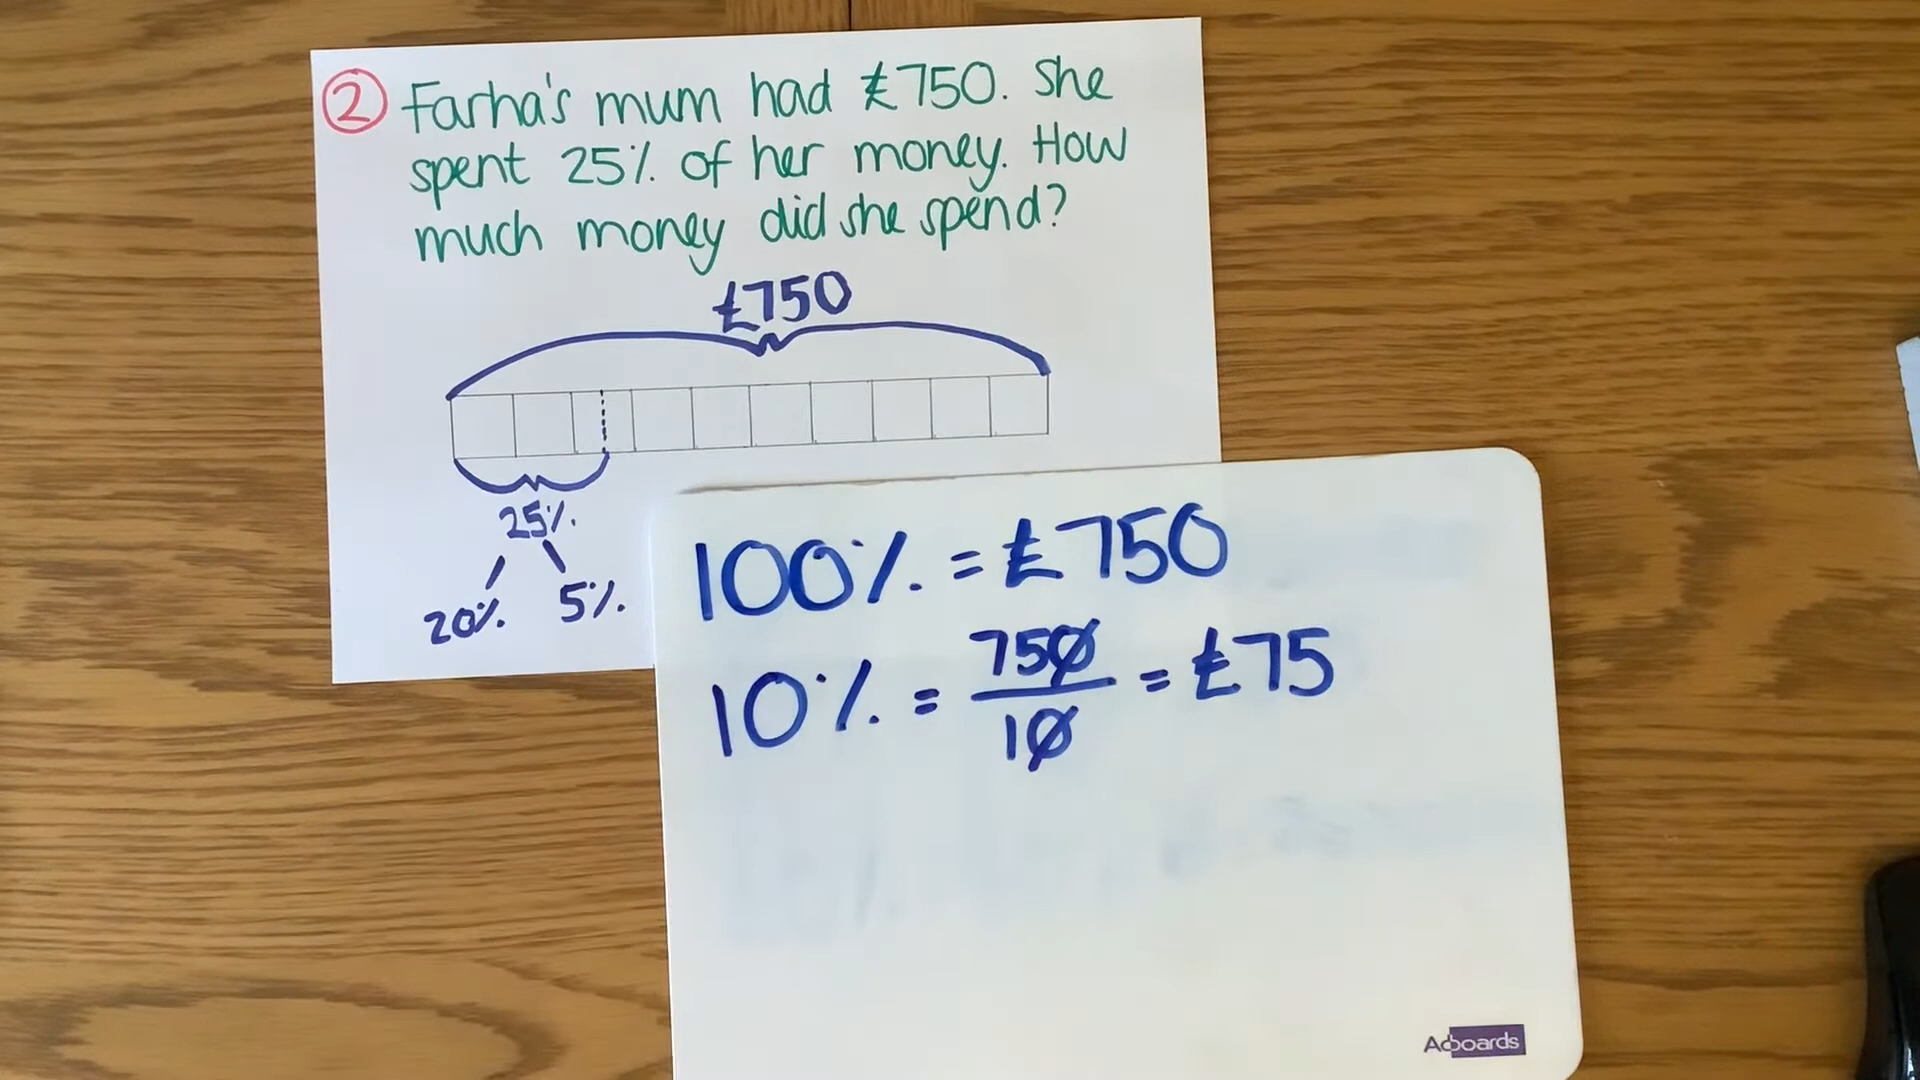 2 Farha's mum had £750. She
spent 25% of her money. How
much money did she spend?
£750
25%
20% 5%
100% = £750
10% = 750/10 = £75
Adboards